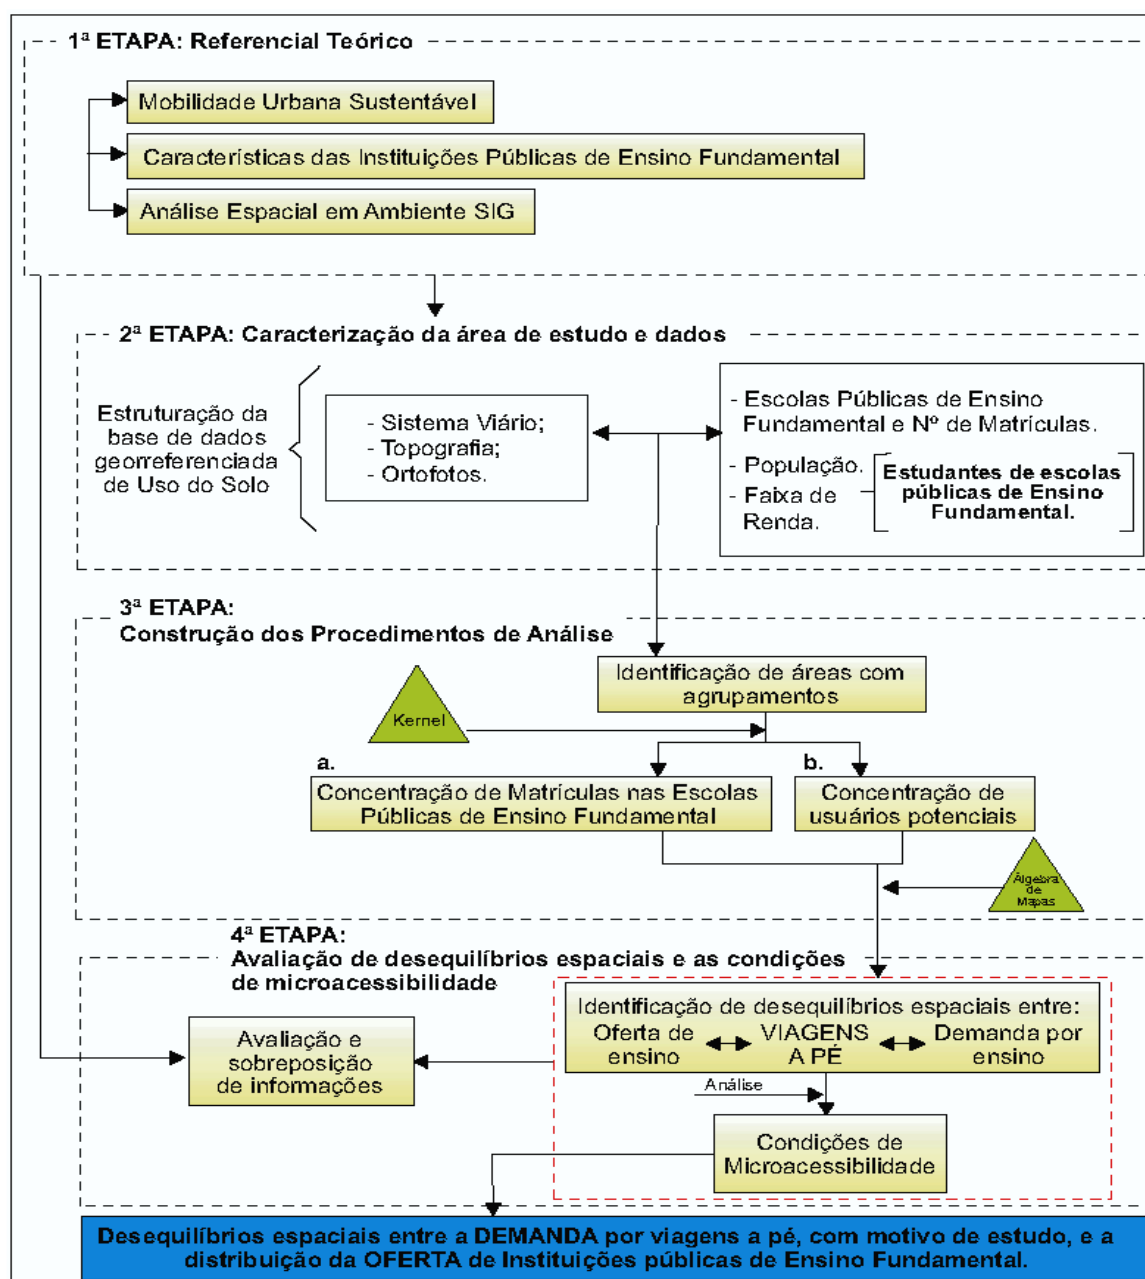 1ª ETAPA: Referencial Teórico
Mobilidade Urbana Sustentável
Características das Instituições Públicas de Ensino Fundamental
Análise Espacial em Ambiente SIG
2ª ETAPA: Caracterização da área de estudo e dados
Estruturação da
base de dados
georreferenciada
de Uso do Solo
- Sistema Viário;
- Topografia;
- Ortofotos.
- Escolas Públicas de Ensino
Fundamental e Nº de Matrículas.
- População.
- Faixa de
Renda.
Estudantes de escolas
públicas de Ensino
Fundamental.
3ª ETAPA:
Construção dos Procedimentos de Análise
Identificação de áreas com
agrupamentos
Kernel
a.
Concentração de Matrículas nas Escolas
Públicas de Ensino Fundamental
b.
Concentração de
usuários potenciais
Álgebra
de
Mapas
4ª ETAPA:
Avaliação de desequilíbrios espaciais e as condições
de microacessibilidade
Identificação de desequilíbrios espaciais entre:
Oferta de
ensino
VIAGENS
A PÉ
Demanda por
ensino
Avaliação e
sobreposição
de informações
Análise
Condições de
Microacessibilidade
Desequilíbrios espaciais entre a DEMANDA por viagens a pé, com motivo de estudo, e a
distribuição da OFERTA de Instituições públicas de Ensino Fundamental.